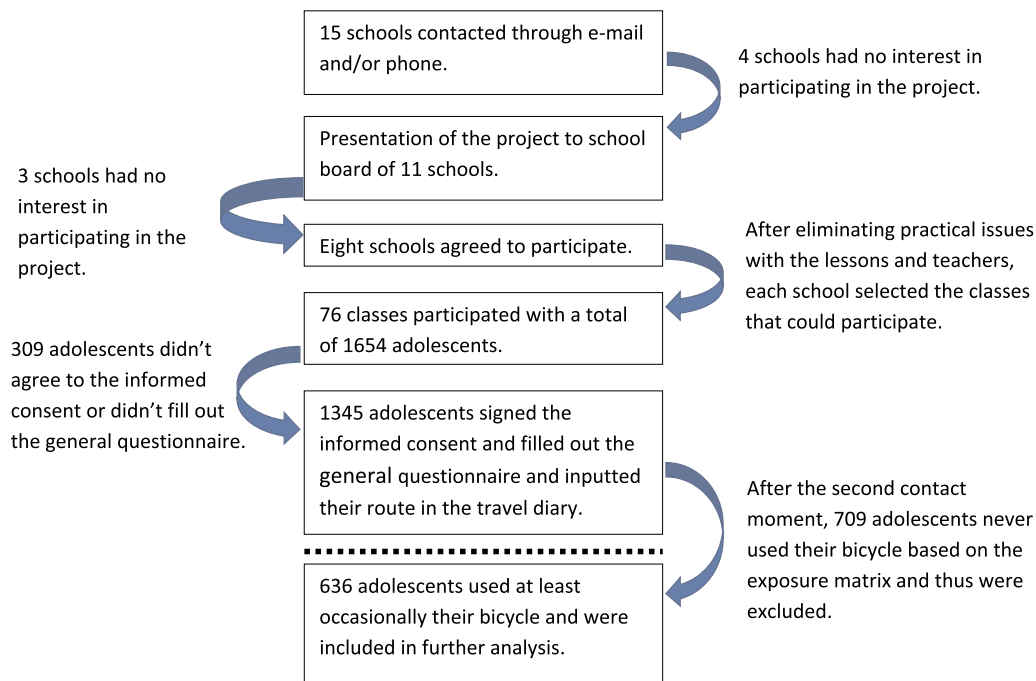 15 schools contacted through e-mail
and/or phone.
4 schools had no interest in
participating in the project.
Presentation of the project to school
board of 11 schools.
3 schools had no
interest in
participating in the
project.
Eight schools agreed to participate.
After eliminating practical issues
with the lessons and teachers,
each school selected the classes
that could participate.
76 classes participated with a total
of 1654 adolescents.
309 adolescents didn’t
agree to the informed
consent or didn’t fill out
the general questionnaire.
1345 adolescents signed the
informed consent and filled out the
general questionnaire and inputted
their route in the travel diary.
After the second contact
moment, 709 adolescents never
used their bicycle based on the
exposure matrix and thus were
excluded.
636 adolescents used at least
occasionally their bicycle and were
included in further analysis.